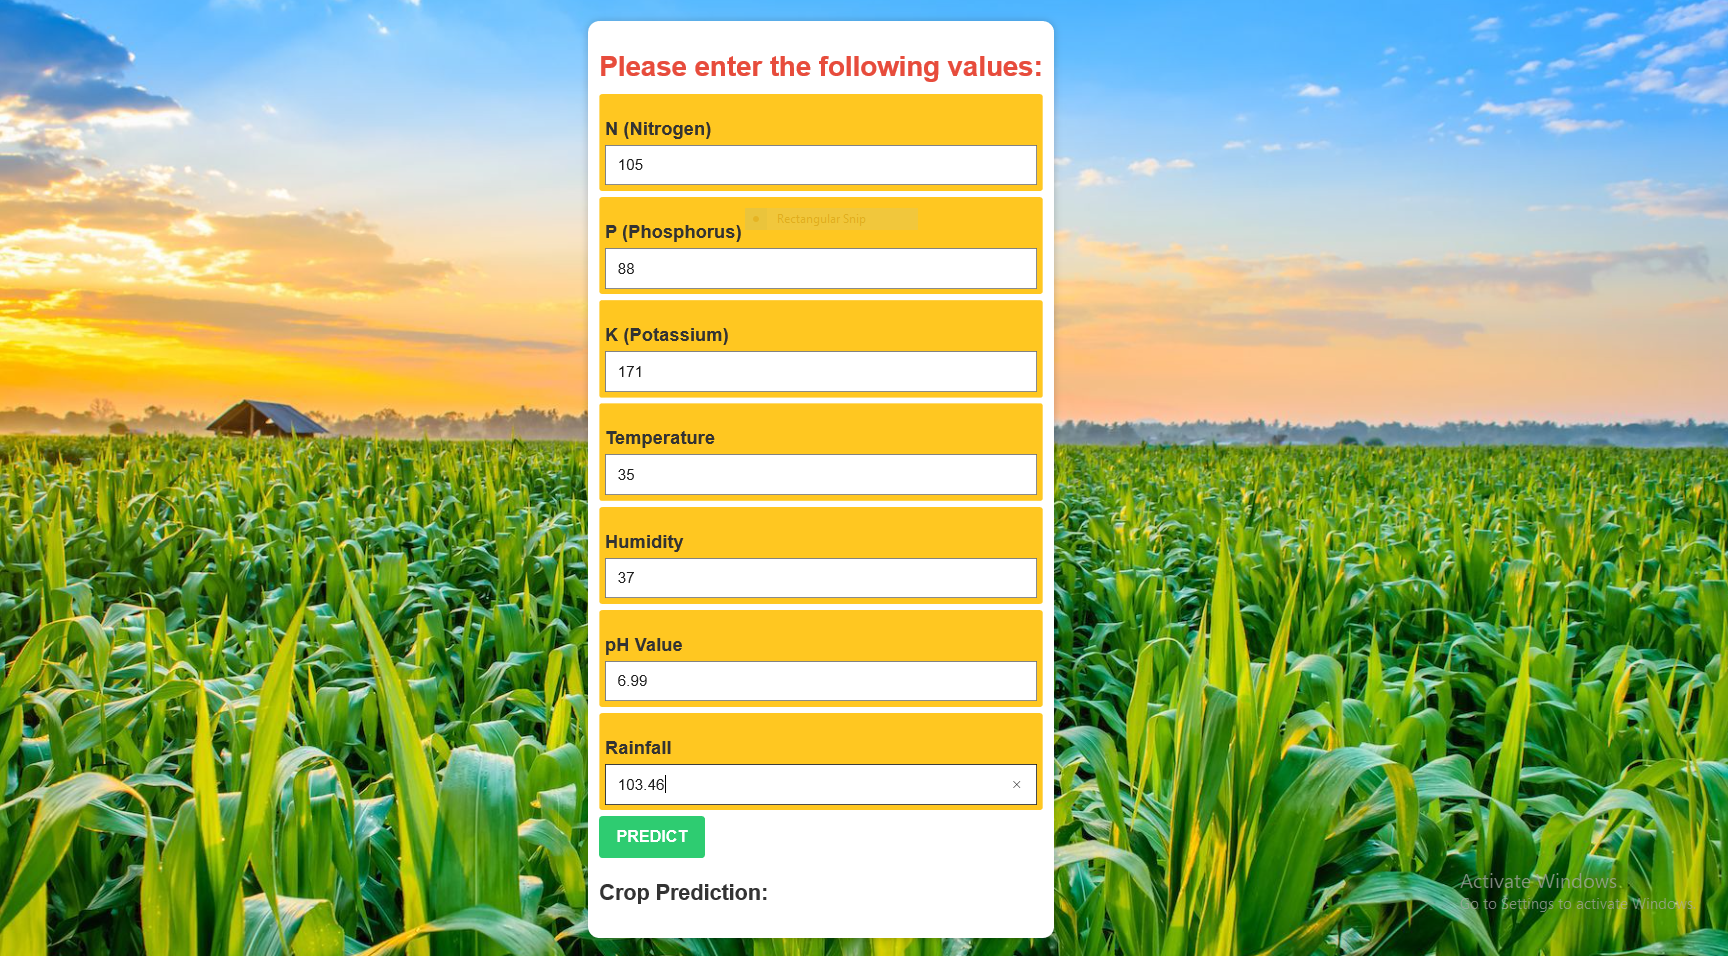 Please enter the following values:
N (Nitrogen)
105
Rectangular Snip
P (Phosphorus)
88
K (Potassium)
171
Temperature
35
Humidity
37
pH Value
6.99
Rainfall
103.46
PREDICT
Crop Prediction:
Activate Windows
Go to Settings to activate Windows.